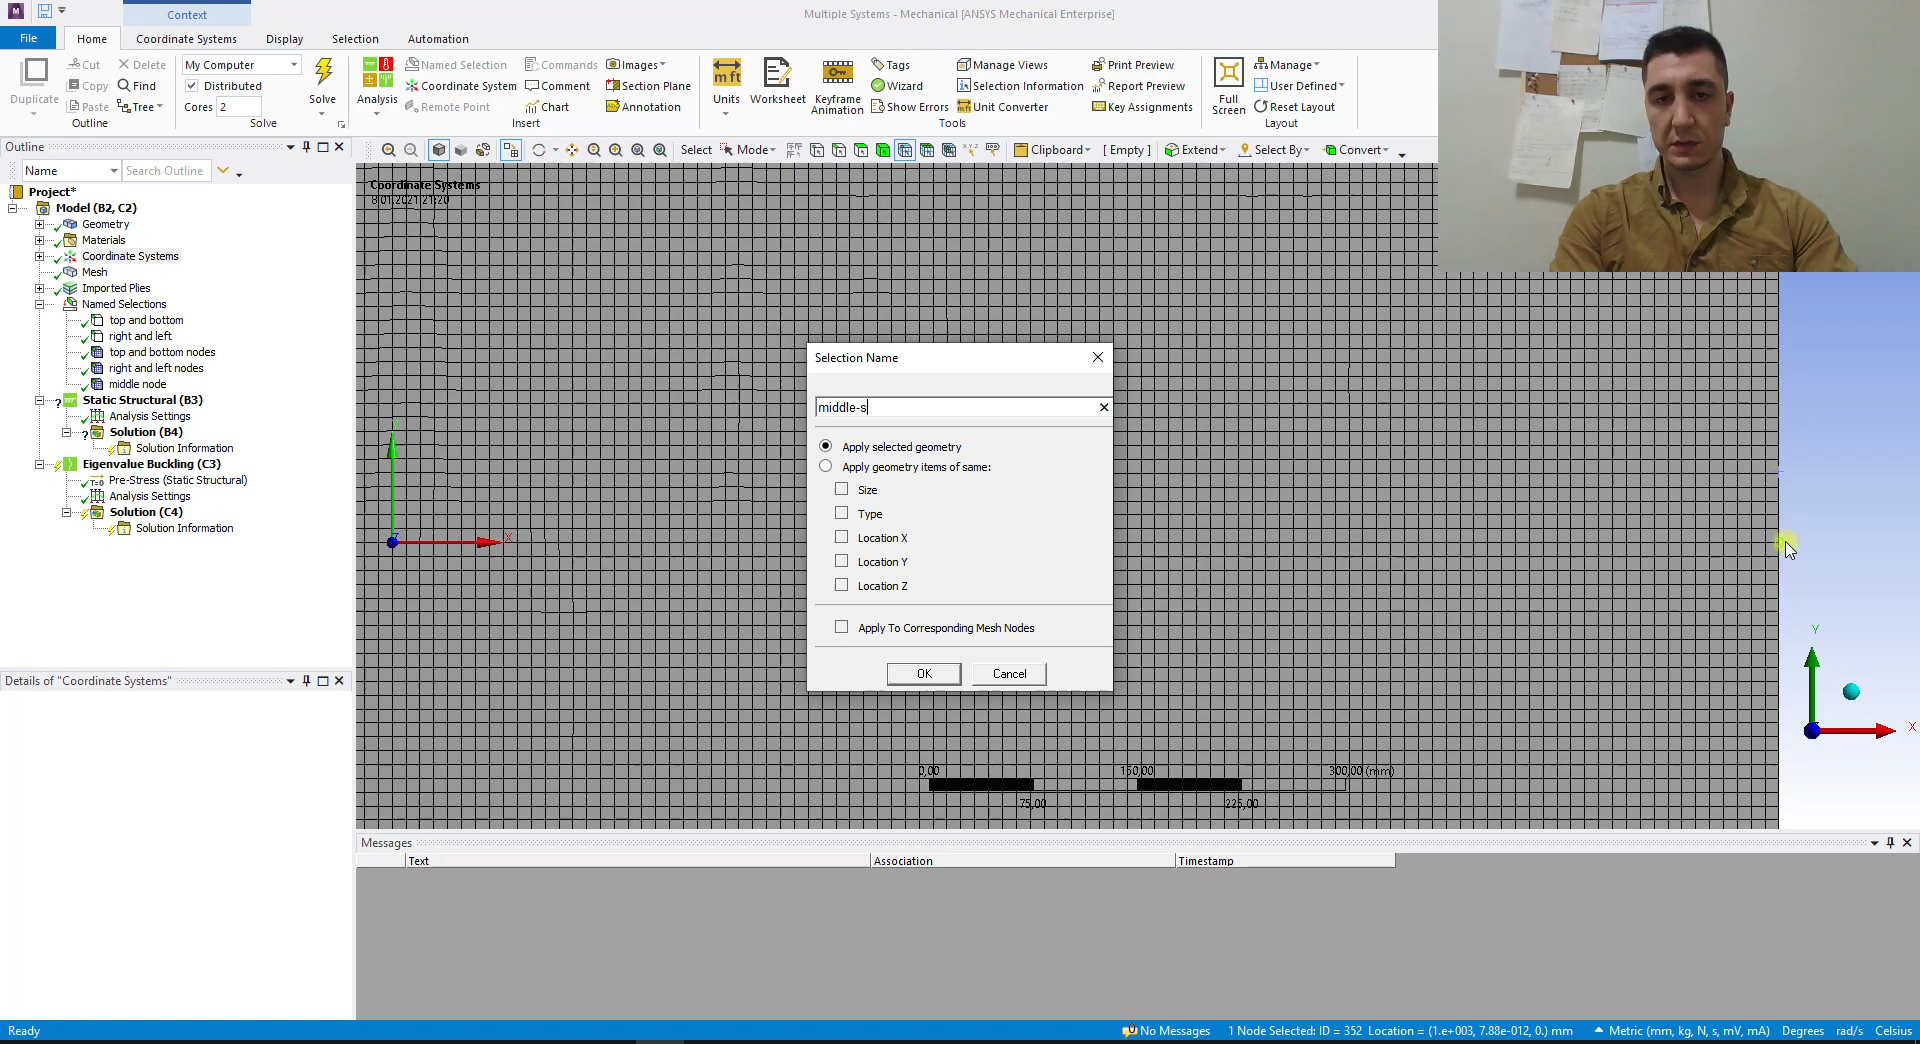 Context
Multiple Systems - Mechanical [ANSYS Mechanical Enterprise]
File
Home
Coordinate Systems
Display
Selection
Automation
Duplicate
Cut
Copy
Paste
Delete
Find
Tree
Outline
My Computer
Distributed
Cores 2
Solve
Solve
Analysis
Named Selection
Coordinate System
Remote Point
Commands
Comment
Chart
Images
Section Plane
Annotation
Insert
Units
Worksheet
Keyframe
Animation
Tags
Wizard
Show Errors
Manage Views
Selection Information
Unit Converter
Print Preview
Report Preview
Key Assignments
Tools
Full
Screen
Manage
User Defined
Reset Layout
Layout
Outline
Name
Search Outline
Select
Mode
Clipboard
[ Empty ]
Extend
Select By
Convert
Project*
Model (B2, C2)
Geometry
Materials
Coordinate Systems
Mesh
Imported Plies
Named Selections
top and bottom
right and left
top and bottom nodes
right and left nodes
middle node
Static Structural (B3)
Analysis Settings
Solution (B4)
Solution Information
Eigenvalue Buckling (C3)
Pre-Stress (Static Structural)
Analysis Settings
Solution (C4)
Solution Information
Coordinate Systems
8.01.2021 21:20
Selection Name
middle-s
Apply selected geometry
Apply geometry items of same:
Size
Type
Location X
Location Y
Location Z
Apply To Corresponding Mesh Nodes
OK
Cancel
X
Y
X
0,00
150,00
300,00 (mm)
75,00
225,00
Details of "Coordinate Systems"
Messages
Text
Association
Timestamp
Ready
No Messages
1 Node Selected: ID = 352 Location = (1.e+003, 7.88e-012, 0.) mm
Metric (mm, kg, N, s, mV, mA)
Degrees
rad/s
Celsius